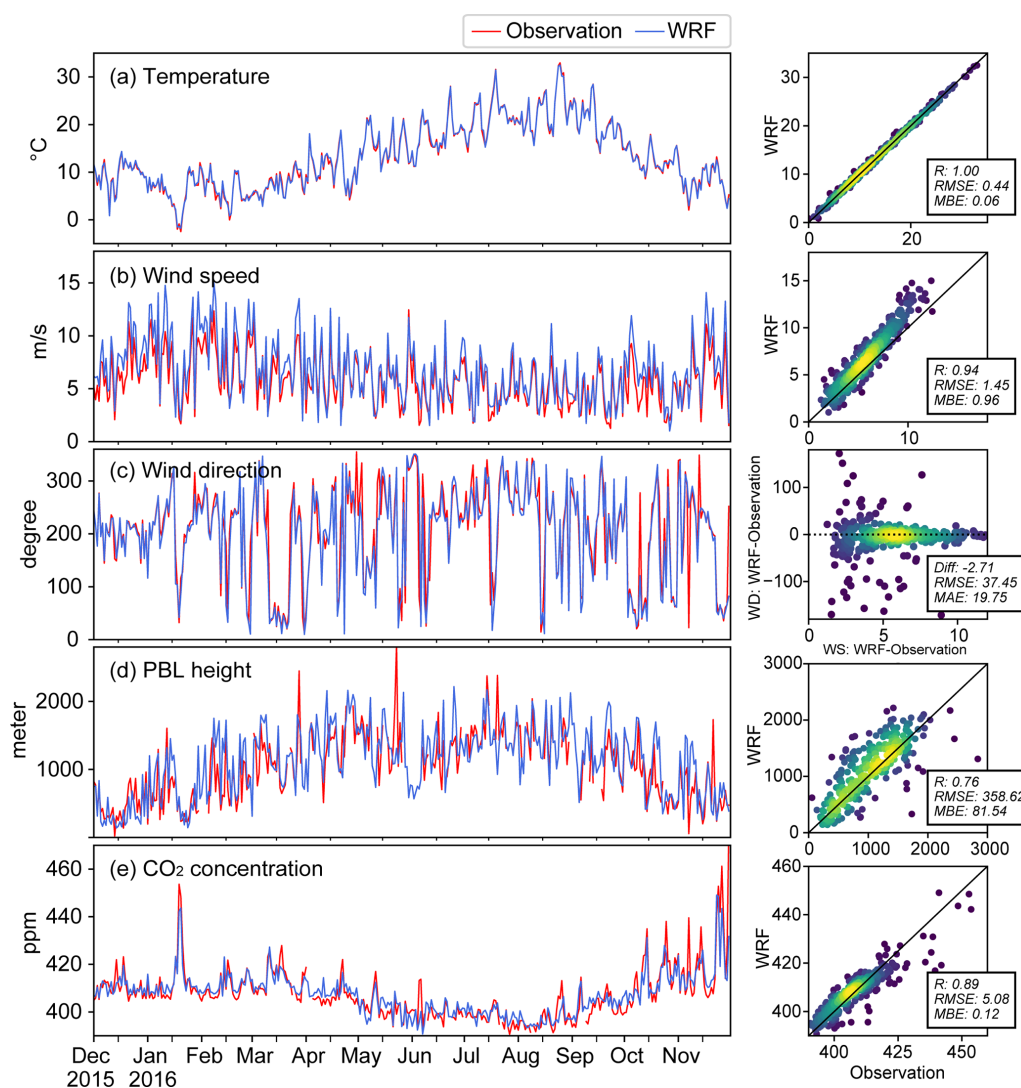 Observation WRF
(a) Temperature
30
20
10
0
°C
(b) Wind speed
15
10
5
0
m/s
(c) Wind direction
300
200
100
0
degree
(d) PBL height
2000
1000
meter
(e) CO₂ concentration
460
440
420
400
ppm
Dec Jan Feb Mar Apr May Jun Jul Aug Sep Oct Nov
2015 2016
30
20
10
0
WRF
R: 1.00
RMSE: 0.44
MBE: 0.06
0 20
15
10
5
0
WRF
R: 0.94
RMSE: 1.45
MBE: 0.96
0 10
100
0
−100
WD: WRF-Observation
Diff: -2.71
RMSE: 37.45
MAE: 19.75
0 5 10
WS: WRF-Observation
3000
2000
1000
0
WRF
R: 0.76
RMSE: 358.62
MBE: 81.54
0 1000 2000 3000
460
440
420
400
WRF
R: 0.89
RMSE: 5.08
MBE: 0.12
400 425 450
Observation